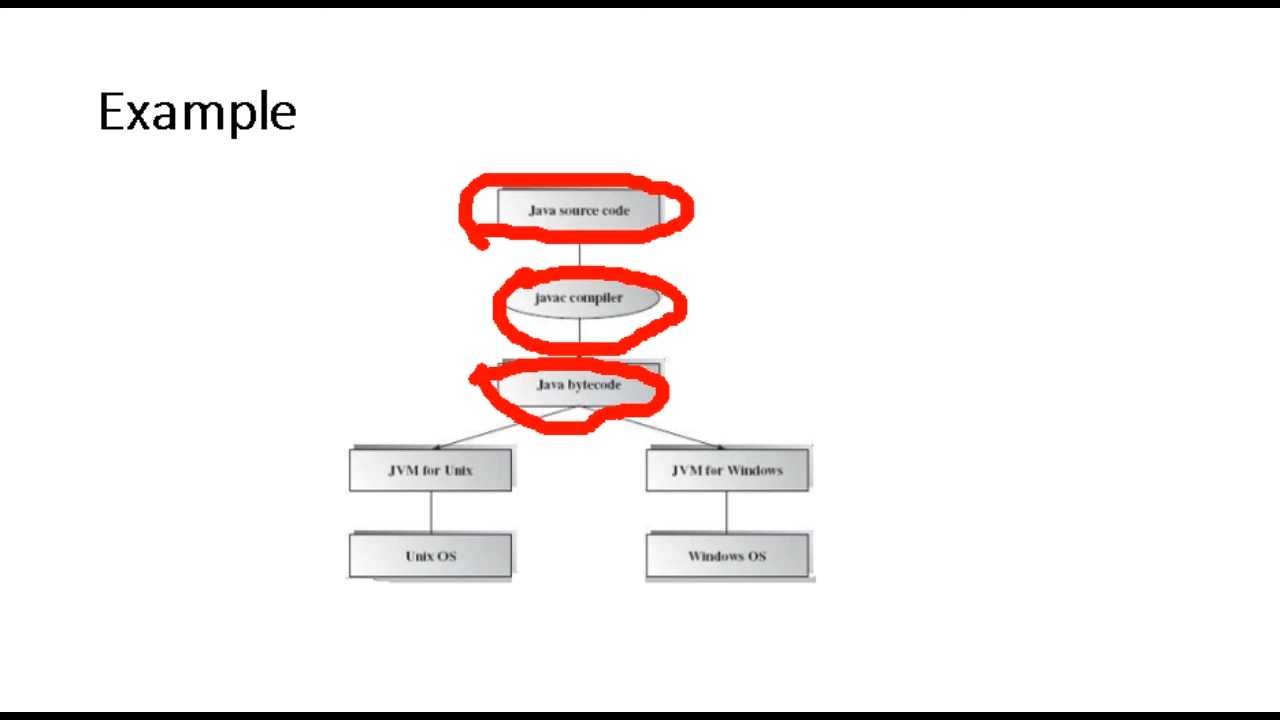 Example
Java source code
javac compiler
Java bytecode
JVM for Unix
JVM for Windows
Unix OS
Windows OS